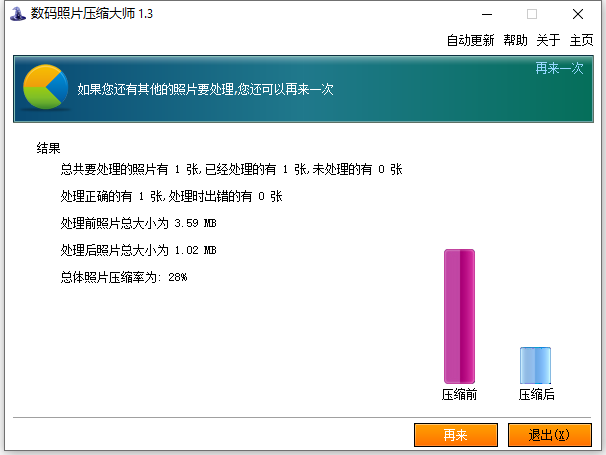 数码照片压缩大师 1.3
自动更新 帮助 关于 主页
再来一次
如果您还有其他的照片要处理,您还可以再来一次
结果
总共要处理的照片有 1 张,已经处理的有 1 张,未处理的有 0 张
处理正确的有 1 张,处理时出错的有 0 张
处理前照片总大小为 3.59 MB
处理后照片总大小为 1.02 MB
总体照片压缩率为: 28%
压缩前 压缩后
再来 退出(X)